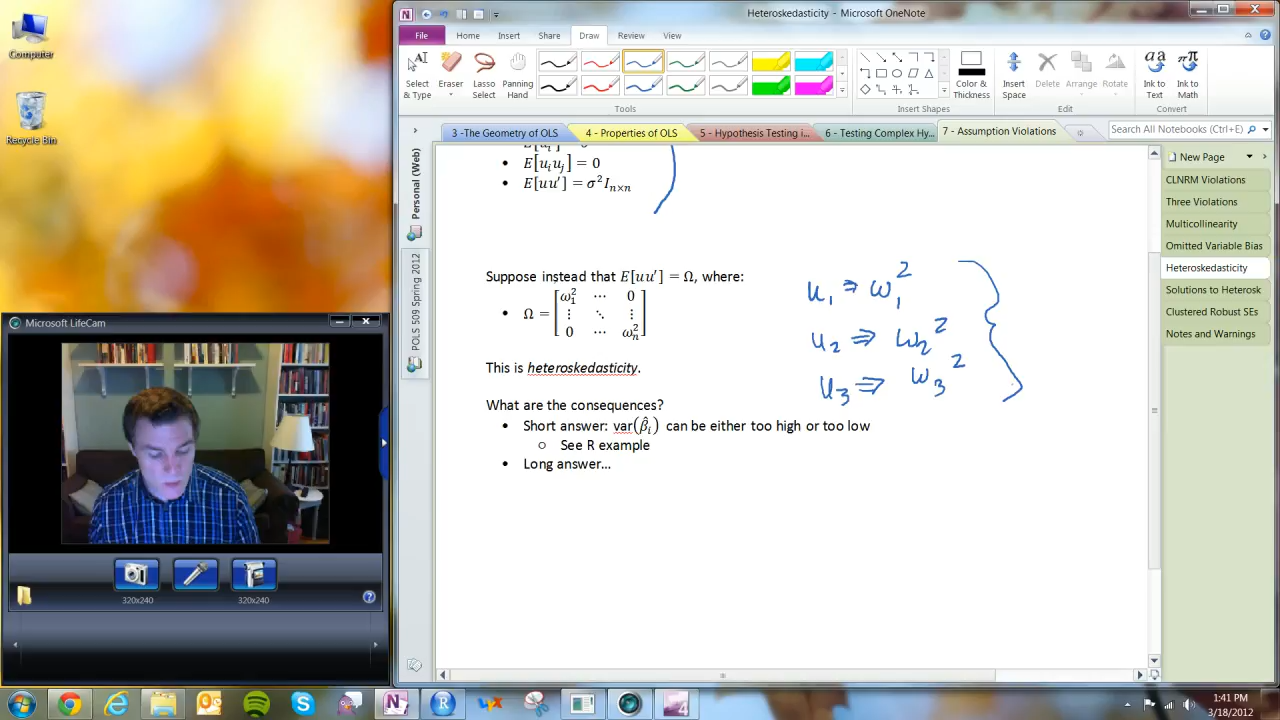 Computer
Recycle Bin
Heteroskedasticity - Microsoft OneNote
File Home Insert Share Draw Review View
Select & Type
Eraser
Lasso Select
Panning Hand
Tools
Insert Shapes
Color & Thickness
Insert Space
Delete
Arrange
Rotate
Edit
Ink to Text
Ink to Math
Convert
3 -The Geometry of OLS
4 - Properties of OLS
5 - Hypothesis Testing i...
6 - Testing Complex Hy...
7 - Assumption Violations
Search All Notebooks (Ctrl+E)
Personal (Web)
POLS 509 Spring 2012
New Page
CLNRM Violations
Three Violations
Multicollinearity
Omitted Variable Bias
Heteroskedasticity
Solutions to Heterosk
Clustered Robust SEs
Notes and Warnings
• E[u_i u_j] = 0
• E[uu'] = σ² I_{n×n}
Suppose instead that E[uu'] = Ω, where:
• Ω = [ω₁² ⋯ 0
⋮ ⋱ ⋮
0 ⋯ ω_n²]
This is heteroskedasticity.
What are the consequences?
• Short answer: var(β̂_i) can be either too high or too low
○ See R example
• Long answer...
u₁ ⇒ ω₁²
u₂ ⇒ ω₂²
u₃ ⇒ ω₃²
Microsoft LifeCam
320x240
320x240
1:41 PM
3/18/2012